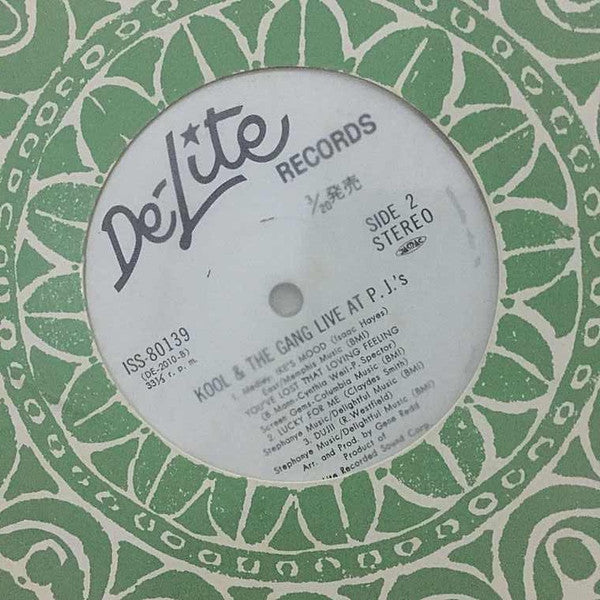 De-Lite
RECORDS
3/20発売
SIDE 2
STEREO
ISS-80139
(DE-2010-B)
33⅓ r. p. m.
KOOL & THE GANG LIVE AT P. J.'S
1. Medley: IKE'S MOOD (Isaac Hayes)
East/Memphis Music (BMI)
YOU'VE LOST THAT LOVING FEELING
(B. Mann-Cynthia Weil-P. Spector)
Screen Gems-Columbia Music (BMI)
2. LUCKY FOR ME (Claydes Smith)
Stephanye Music/Delightful Music (BMI)
3. DUJII (R. Westfield)
Stephanye Music/Delightful Music (BMI)
Arr. and Prod. by Gene Redd
Product of
Recorded Sound Corp.